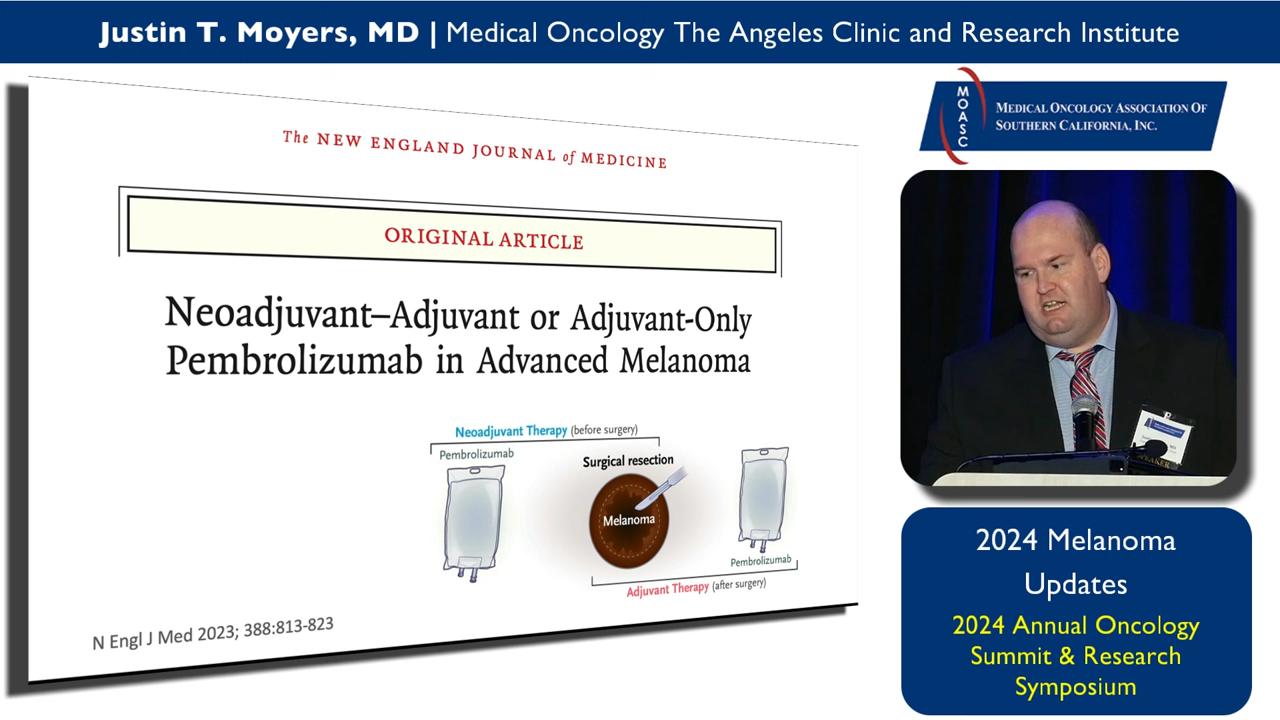 Justin T. Moyers, MD | Medical Oncology The Angeles Clinic and Research Institute
The NEW ENGLAND JOURNAL of MEDICINE
ORIGINAL ARTICLE
Neoadjuvant–Adjuvant or Adjuvant-Only
Pembrolizumab in Advanced Melanoma
Neoadjuvant Therapy (before surgery)
Pembrolizumab
Surgical resection
Melanoma
Pembrolizumab
Adjuvant Therapy (after surgery)
N Engl J Med 2023; 388:813-823
MOASC
MEDICAL ONCOLOGY ASSOCIATION OF
SOUTHERN CALIFORNIA, INC.
2024 Melanoma
Updates
2024 Annual Oncology
Summit & Research
Symposium